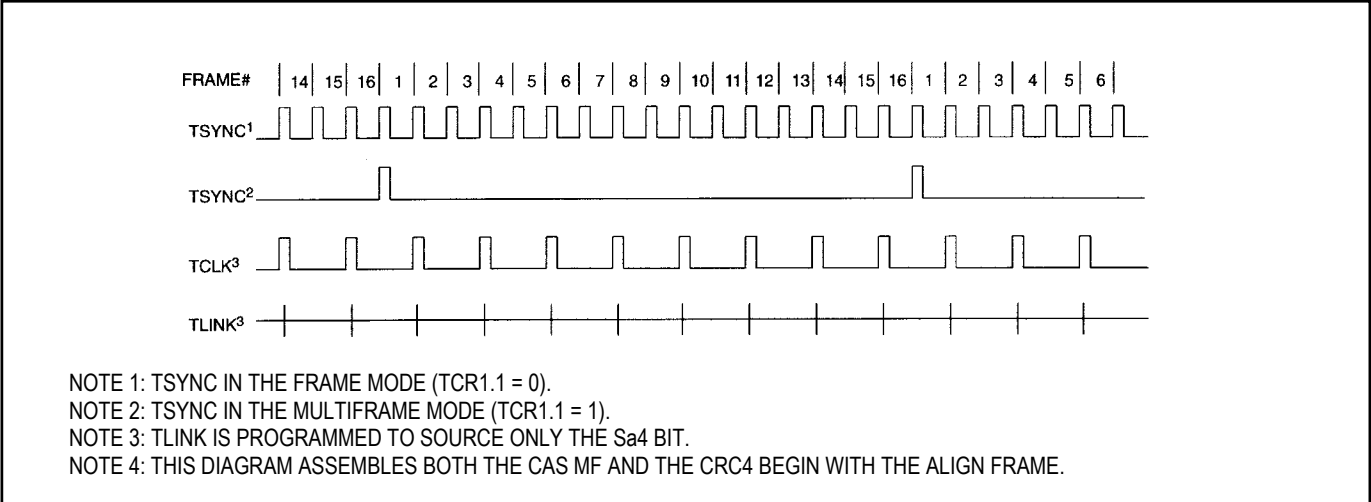 FRAME# 14 15 16 1 2 3 4 5 6 7 8 9 10 11 12 13 14 15 16 1 2 3 4 5 6
TSYNC¹
TSYNC²
TCLK³
TLINK³
NOTE 1: TSYNC IN THE FRAME MODE (TCR1.1 = 0).
NOTE 2: TSYNC IN THE MULTIFRAME MODE (TCR1.1 = 1).
NOTE 3: TLINK IS PROGRAMMED TO SOURCE ONLY THE Sa4 BIT.
NOTE 4: THIS DIAGRAM ASSEMBLES BOTH THE CAS MF AND THE CRC4 BEGIN WITH THE ALIGN FRAME.